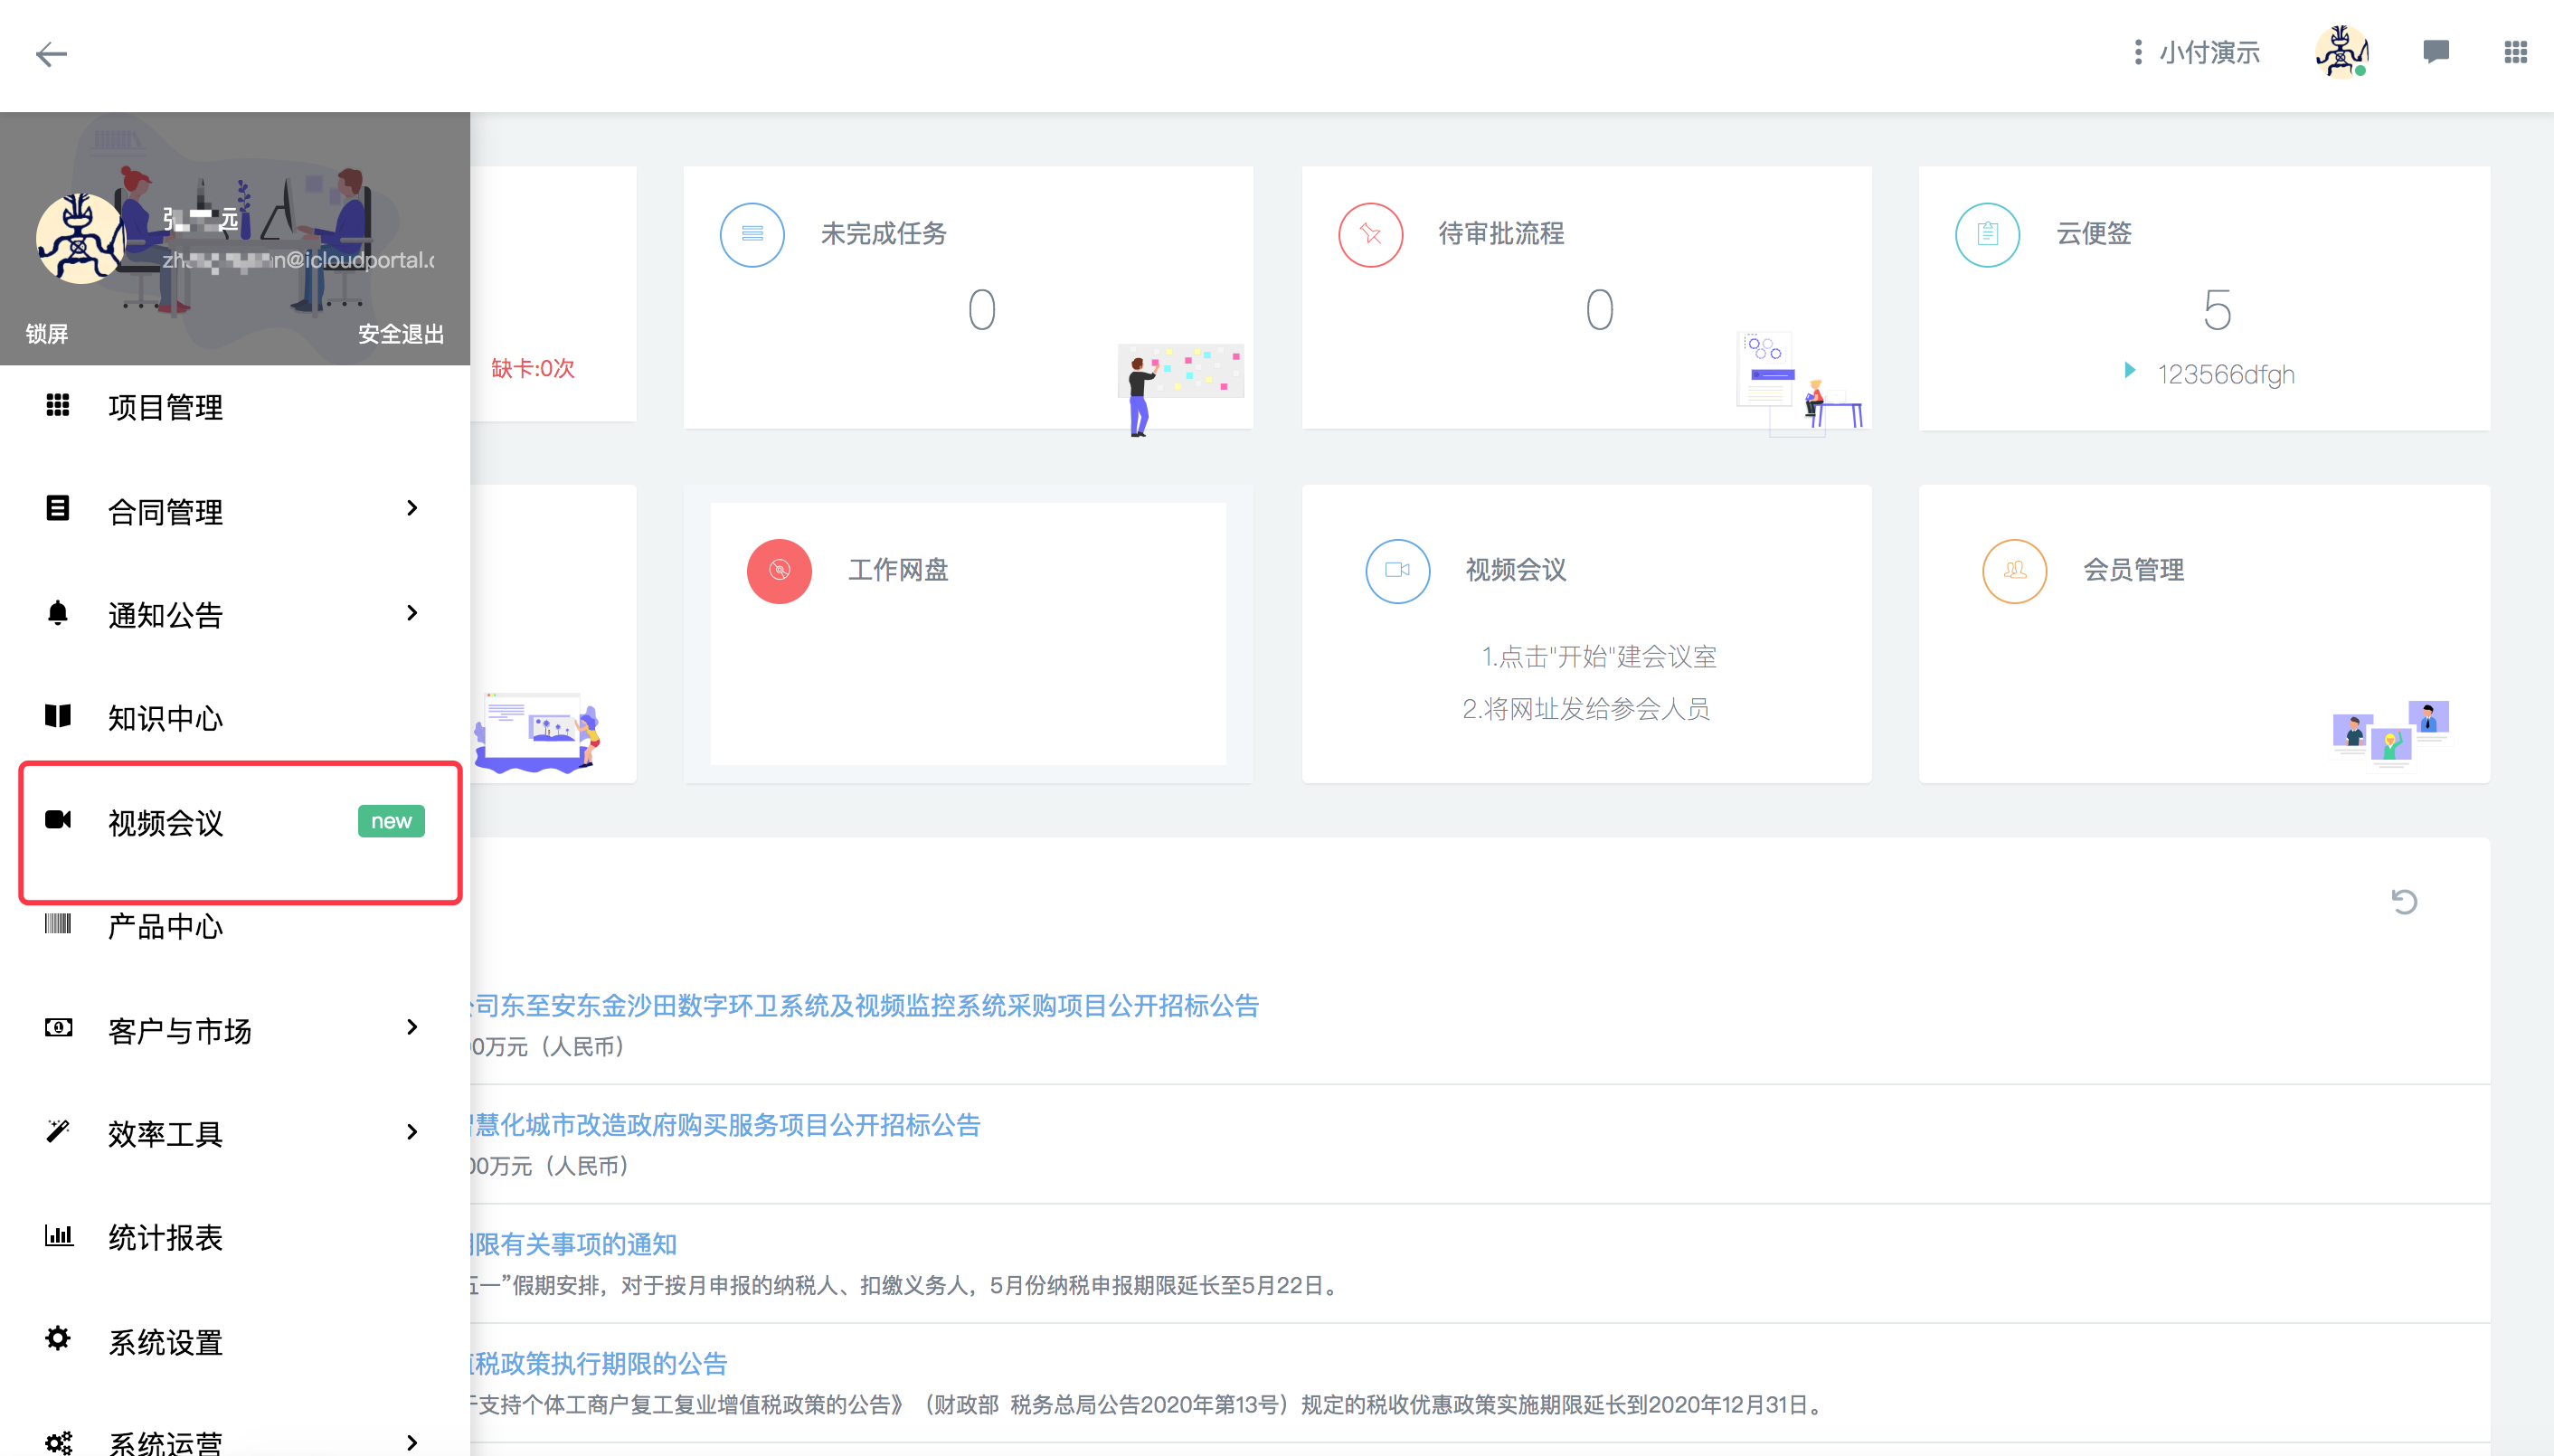 小付演示
元
n@icloudportal.c
锁屏
安全退出
项目管理
合同管理
通知公告
知识中心
视频会议
new
产品中心
客户与市场
效率工具
统计报表
系统设置
系统运营
缺卡:0次
未完成任务
0
待审批流程
0
云便签
5
123566dfgh
工作网盘
视频会议
1.点击"开始"建会议室
2.将网址发给参会人员
会员管理
司东至安东金沙田数字环卫系统及视频监控系统采购项目公开招标公告
00万元（人民币）
慧化城市改造政府购买服务项目公开招标公告
00万元（人民币）
限有关事项的通知
五一”假期安排，对于按月申报的纳税人、扣缴义务人，5月份纳税申报期限延长至5月22日。
税政策执行期限的公告
支持个体工商户复工复业增值税政策的公告》（财政部 税务总局公告2020年第13号）规定的税收优惠政策实施期限延长到2020年12月31日。